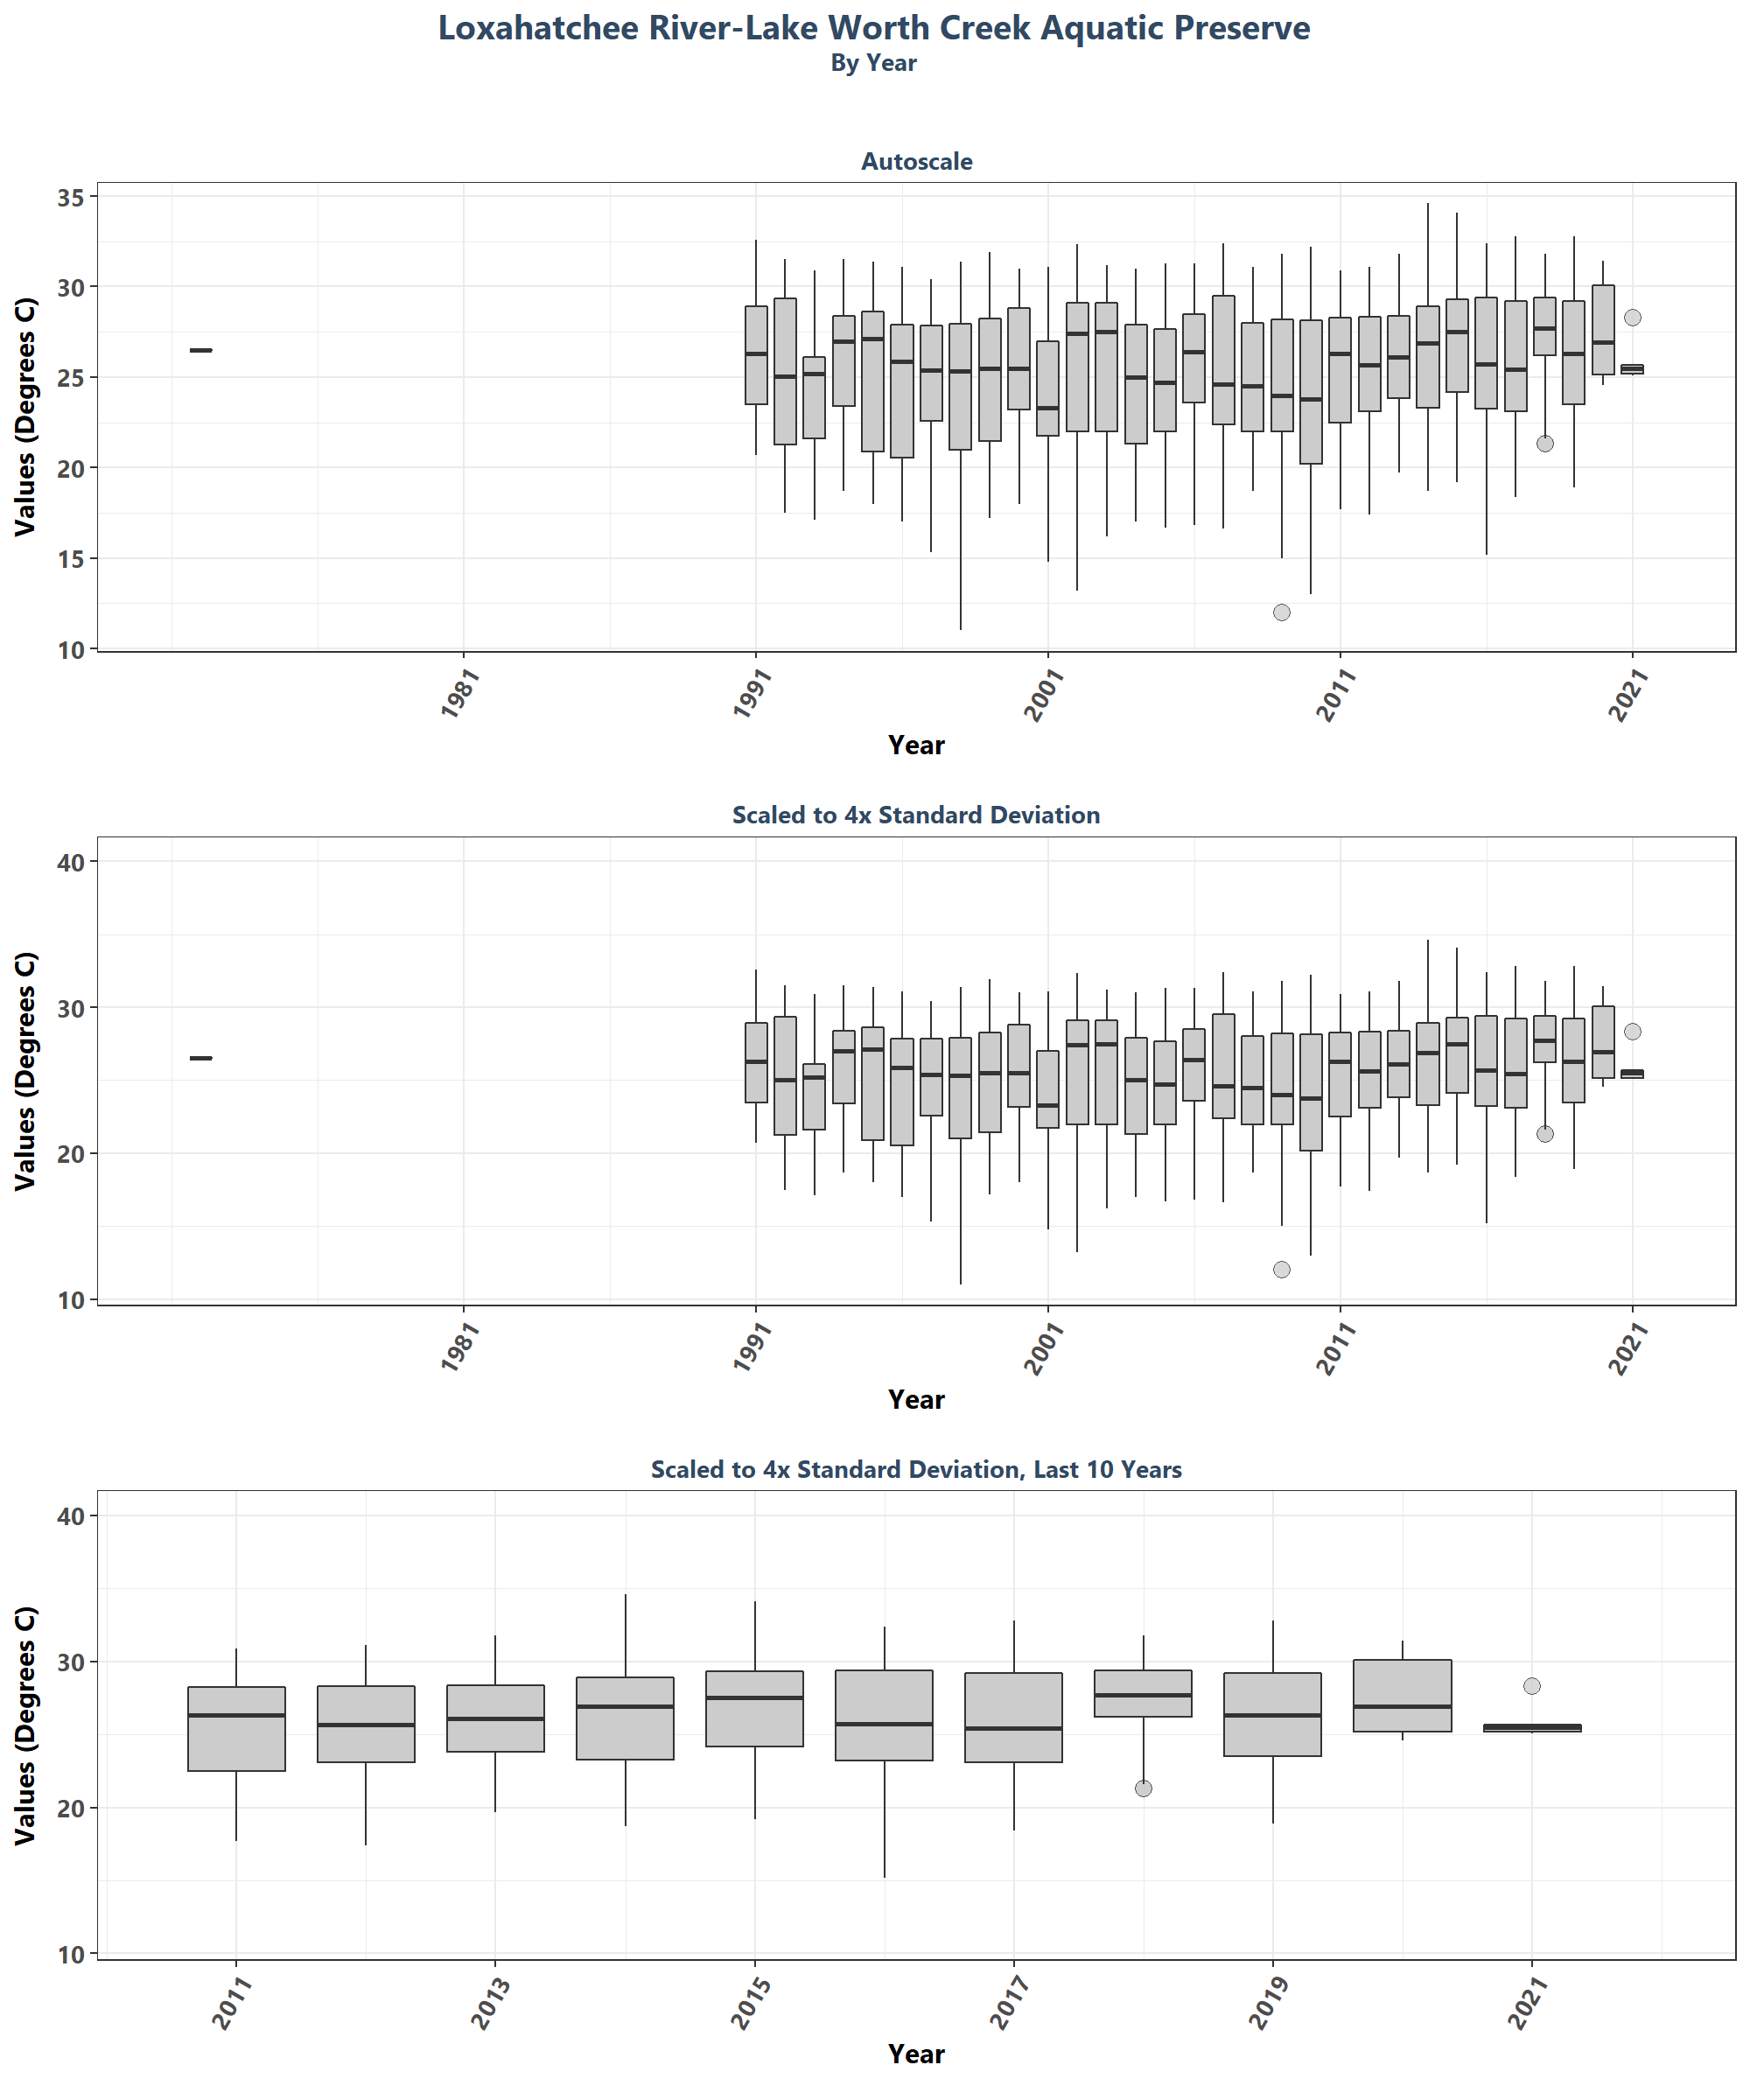 Loxahatchee River-Lake Worth Creek Aquatic Preserve
By Year
Autoscale
Values (Degrees C)
35
30
25
20
15
10
1981
1991
2001
2011
2021
Year
Scaled to 4x Standard Deviation
Values (Degrees C)
40
30
20
10
1981
1991
2001
2011
2021
Year
Scaled to 4x Standard Deviation, Last 10 Years
Values (Degrees C)
40
30
20
10
2011
2013
2015
2017
2019
2021
Year